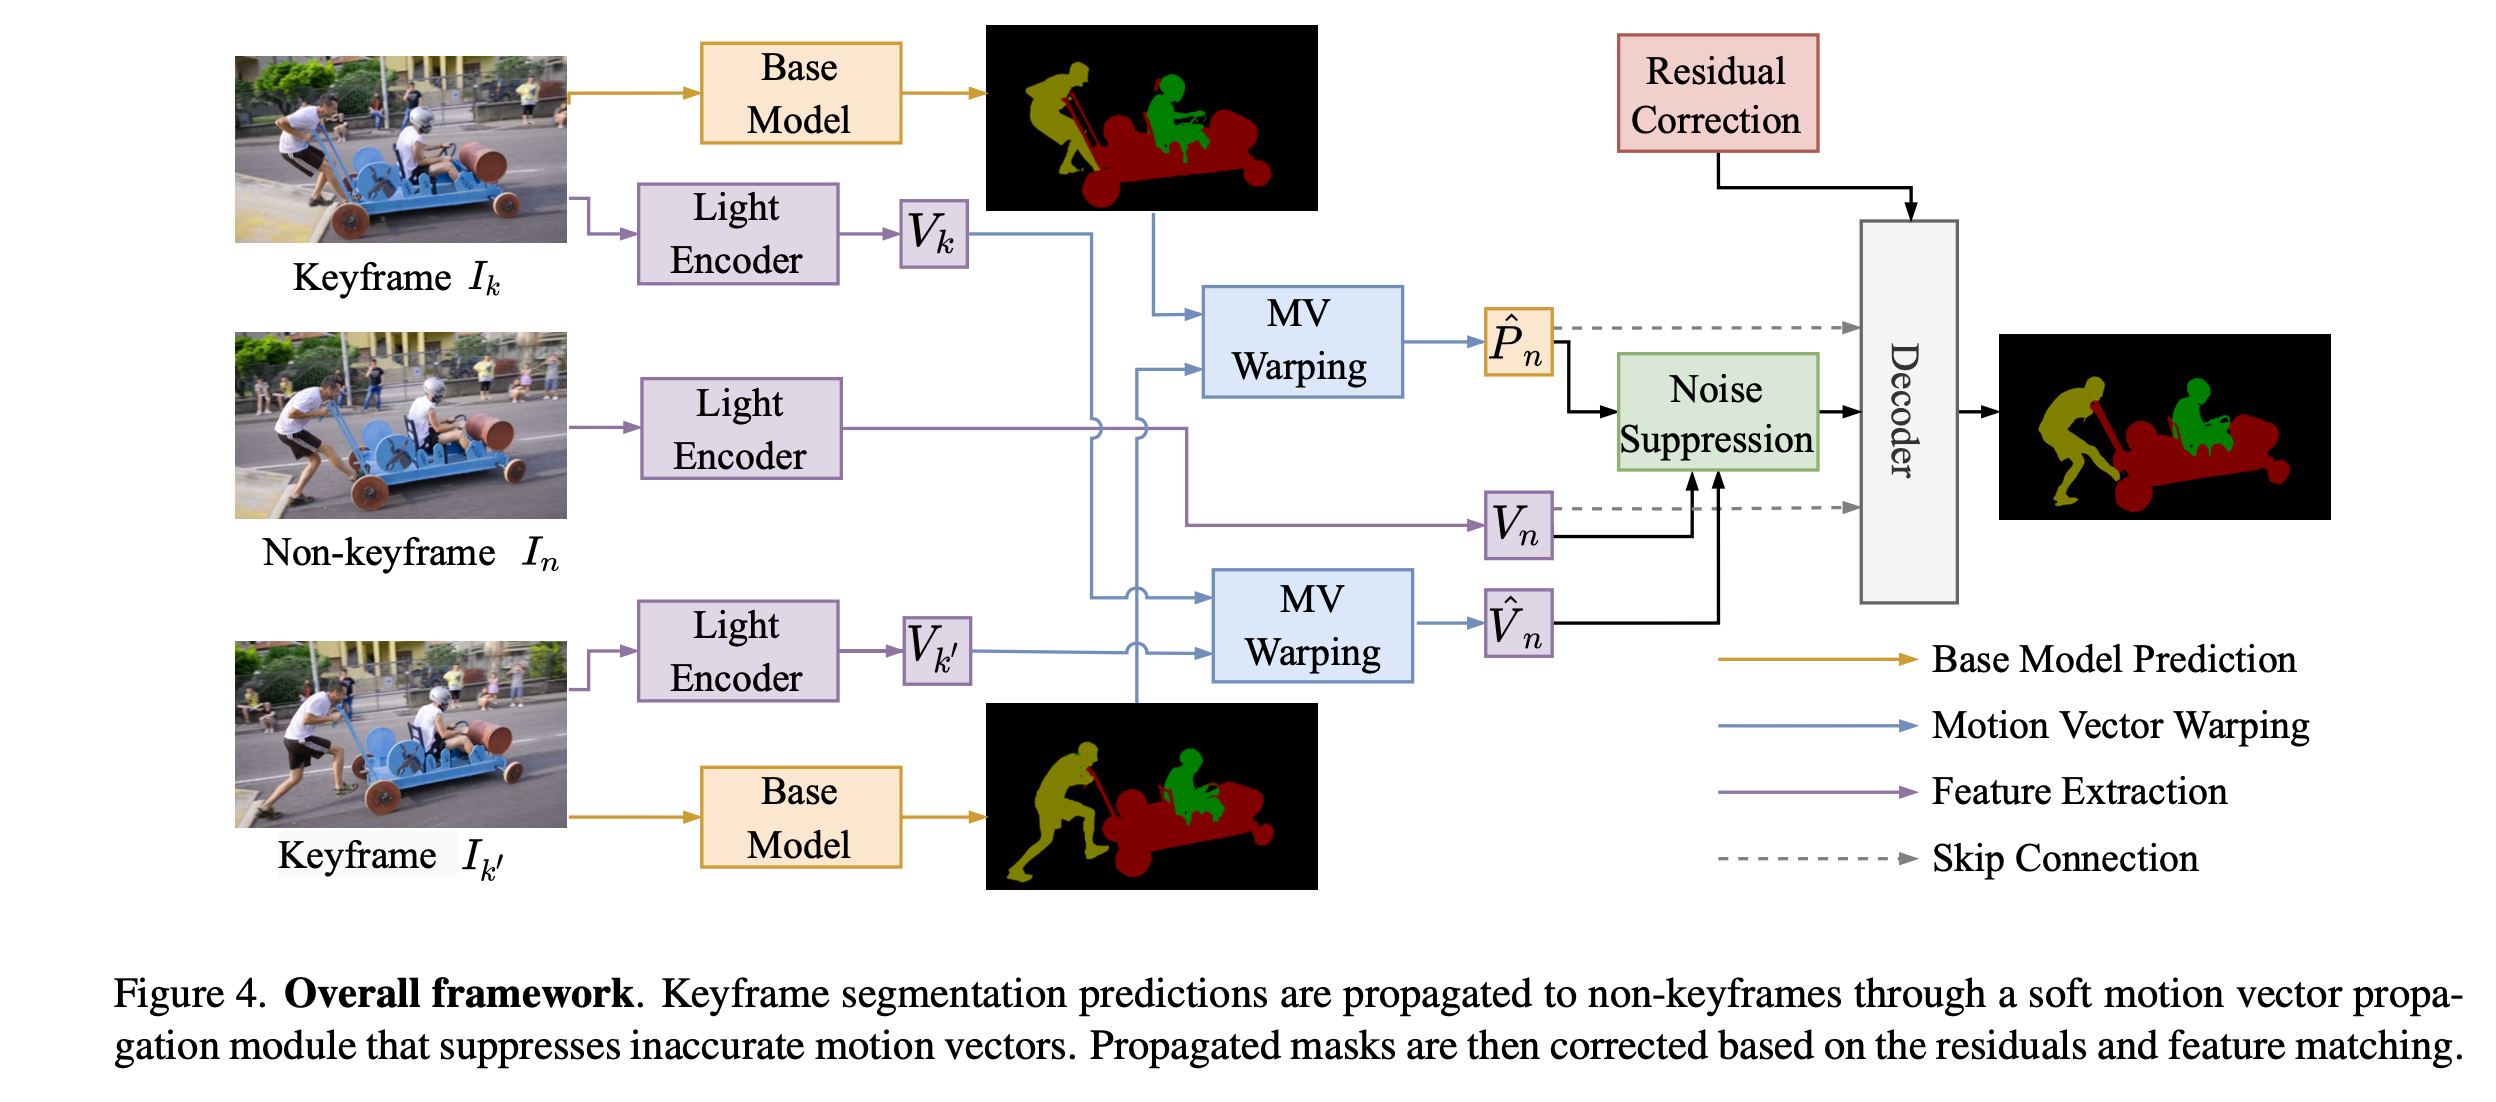 Base
Model
Residual
Correction
Light
Encoder
V_k
Keyframe I_k
MV
Warping
P̂_n
Noise
Suppression
Decoder
Light
Encoder
V_n
Non-keyframe I_n
MV
Warping
V̂_n
Light
Encoder
V_{k'}
Base
Model
Keyframe I_{k'}
Base Model Prediction
Motion Vector Warping
Feature Extraction
Skip Connection
Figure 4. Overall framework. Keyframe segmentation predictions are propagated to non-keyframes through a soft motion vector propa-
gation module that suppresses inaccurate motion vectors. Propagated masks are then corrected based on the residuals and feature matching.